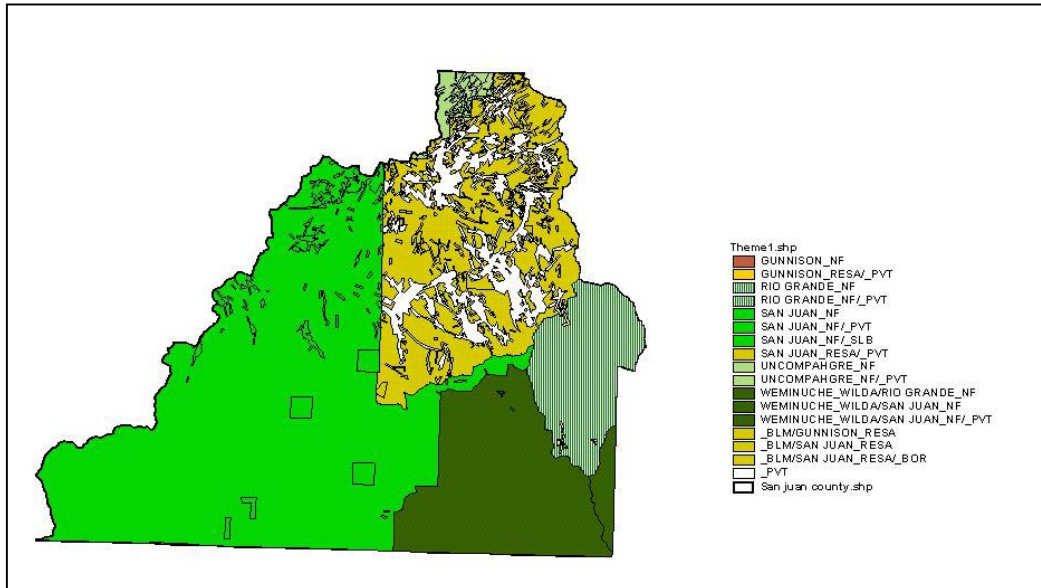 Theme1.shp
GUNNISON_NF
GUNNISON_RESA/_PVT
RIO GRANDE_NF
RIO GRANDE_NF/_PVT
SAN JUAN_NF
SAN JUAN_NF/_PVT
SAN JUAN_NF/_SLB
SAN JUAN_RESA/_PVT
UNCOMPAHGRE_NF
UNCOMPAHGRE_NF/_PVT
WEMINUCHE_WILDA/RIO GRANDE_NF
WEMINUCHE_WILDA/SAN JUAN_NF
WEMINUCHE_WILDA/SAN JUAN_NF/_PVT
_BLM/GUNNISON_RESA
_BLM/SAN JUAN_RESA
_BLM/SAN JUAN_RESA/_BOR
_PVT
San juan county.shp